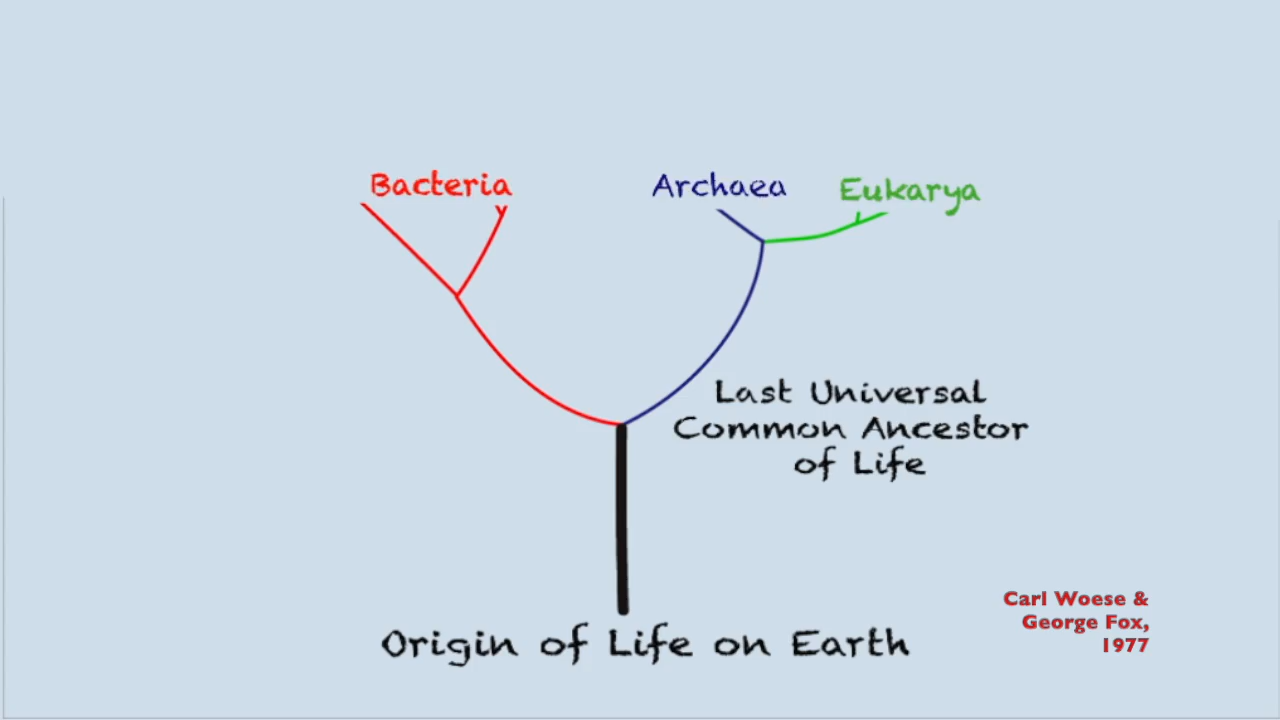 Bacteria
Archaea
Eukarya
Last Universal
Common Ancestor
of Life
Origin of Life on Earth
Carl Woese &
George Fox,
1977